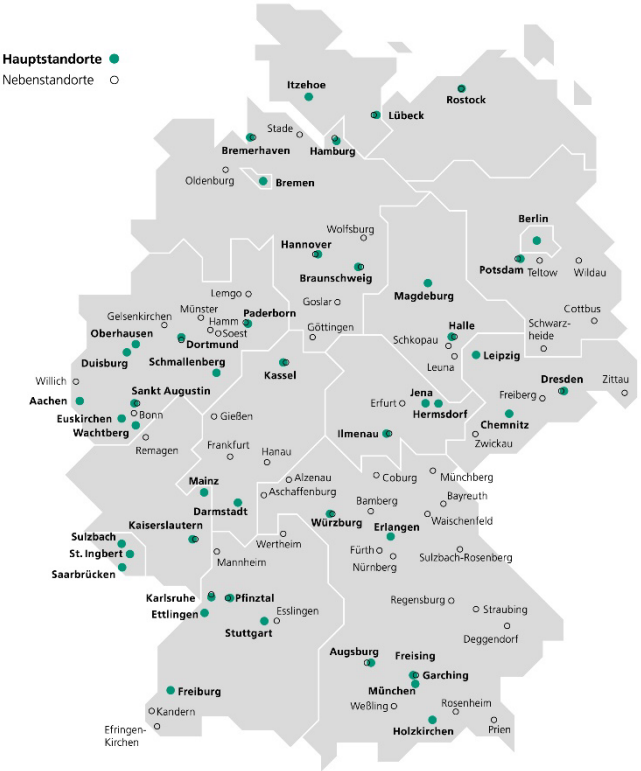 Hauptstandorte
Nebenstandorte
Itzehoe
Rostock
Lübeck
Stade
Bremerhaven
Hamburg
Oldenburg
Bremen
Berlin
Wolfsburg
Hannover
Braunschweig
Potsdam
Teltow
Wildau
Lemgo
Goslar
Magdeburg
Cottbus
Münster
Paderborn
Gelsenkirchen
Hamm
Soest
Göttingen
Halle
Schwarz-
heide
Oberhausen
Dortmund
Schkopau
Leuna
Leipzig
Duisburg
Schmallenberg
Kassel
Willich
Sankt Augustin
Dresden
Zittau
Aachen
Jena
Erfurt
Hermsdorf
Freiberg
Euskirchen
Bonn
Gießen
Chemnitz
Wachtberg
Ilmenau
Zwickau
Remagen
Frankfurt
Hanau
Mainz
Alzenau
Coburg
Münchberg
Aschaffenburg
Bayreuth
Darmstadt
Bamberg
Kaiserslautern
Würzburg
Waischenfeld
Erlangen
Sulzbach
Wertheim
St. Ingbert
Fürth
Sulzbach-Rosenberg
Mannheim
Nürnberg
Saarbrücken
Karlsruhe
Pfinztal
Regensburg
Ettlingen
Esslingen
Straubing
Stuttgart
Deggendorf
Augsburg
Freising
Garching
Freiburg
München
Kandern
Weßling
Rosenheim
Efringen-
Kirchen
Holzkirchen
Prien